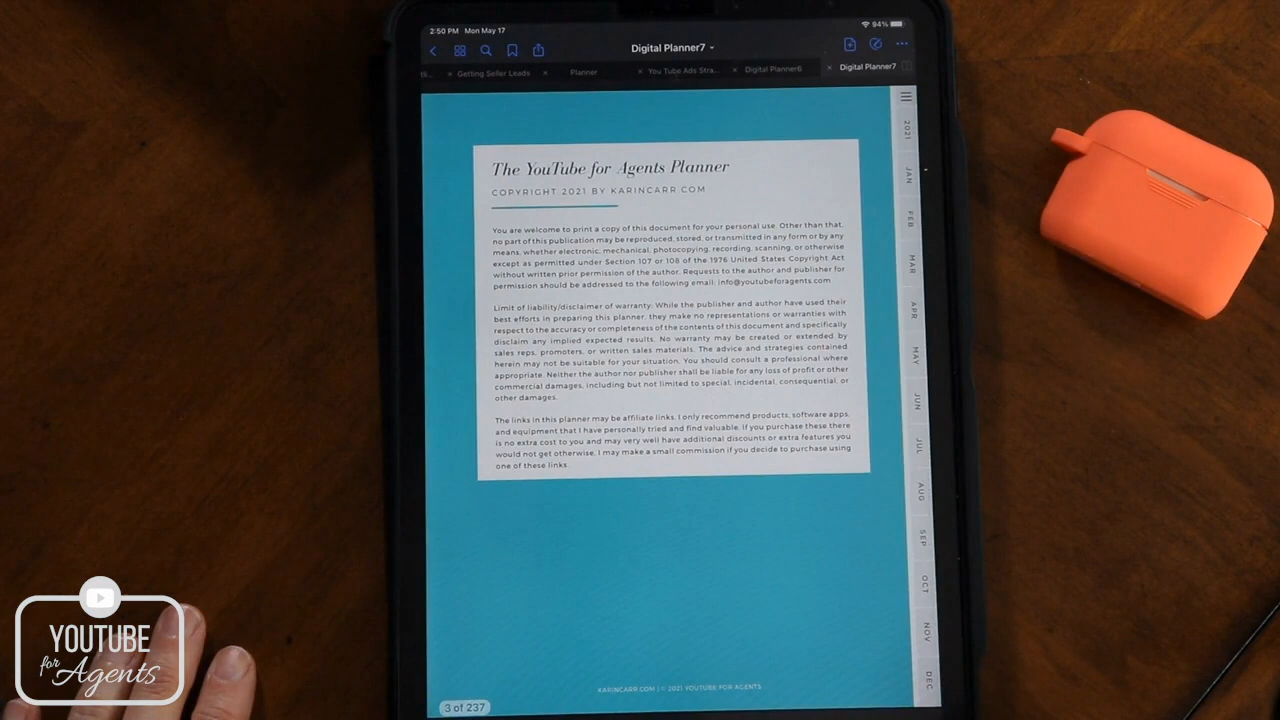 2:50 PM Mon May 17
94%
Digital Planner7
Getting Seller Leads
Planner
You Tube Ads Stra...
Digital Planner6
Digital Planner7
The YouTube for Agents Planner
COPYRIGHT 2021 BY KARINCARR.COM
You are welcome to print a copy of this document for your personal use. Other than that,
no part of this publication may be reproduced, stored, or transmitted in any form or by any
means, whether electronic, mechanical, photocopying, recording, scanning, or otherwise
except as permitted under Section 107 or 108 of the 1976 United States Copyright Act
without written prior permission of the author. Requests to the author and publisher for
permission should be addressed to the following email: info@youtubeforagents.com
Limit of liability/disclaimer of warranty: While the publisher and author have used their
best efforts in preparing this planner, they make no representations or warranties with
respect to the accuracy or completeness of the contents of this document and specifically
disclaim any implied expected results. No warranty may be created or extended by
sales reps, promoters, or written sales materials. The advice and strategies contained
herein may not be suitable for your situation. You should consult a professional where
appropriate. Neither the author nor publisher shall be liable for any loss of profit or other
commercial damages, including but not limited to special, incidental, consequential, or
other damages.
The links in this planner may be affiliate links. I only recommend products, software apps,
and equipment that I have personally tried and find valuable. If you purchase these there
is no extra cost to you and may very well have additional discounts or extra features you
would not get otherwise. I may make a small commission if you decide to purchase using
one of these links.
KARINCARR.COM | © 2021 YOUTUBE FOR AGENTS
3 of 237
2021
JAN
FEB
MAR
APR
MAY
JUN
JUL
AUG
SEP
OCT
NOV
DEC
YOUTUBE
for Agents